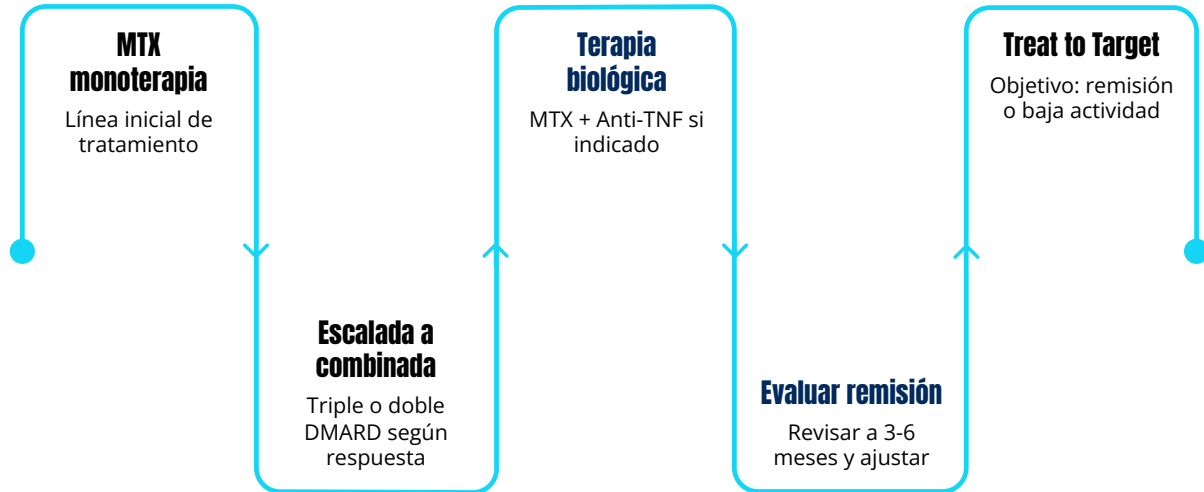 MTX
monoterapia
Línea inicial de
tratamiento
Escalada a
combinada
Triple o doble
DMARD según
respuesta
Terapia
biológica
MTX + Anti-TNF si
indicado
Evaluar remisión
Revisar a 3-6
meses y ajustar
Treat to Target
Objetivo: remisión
o baja actividad